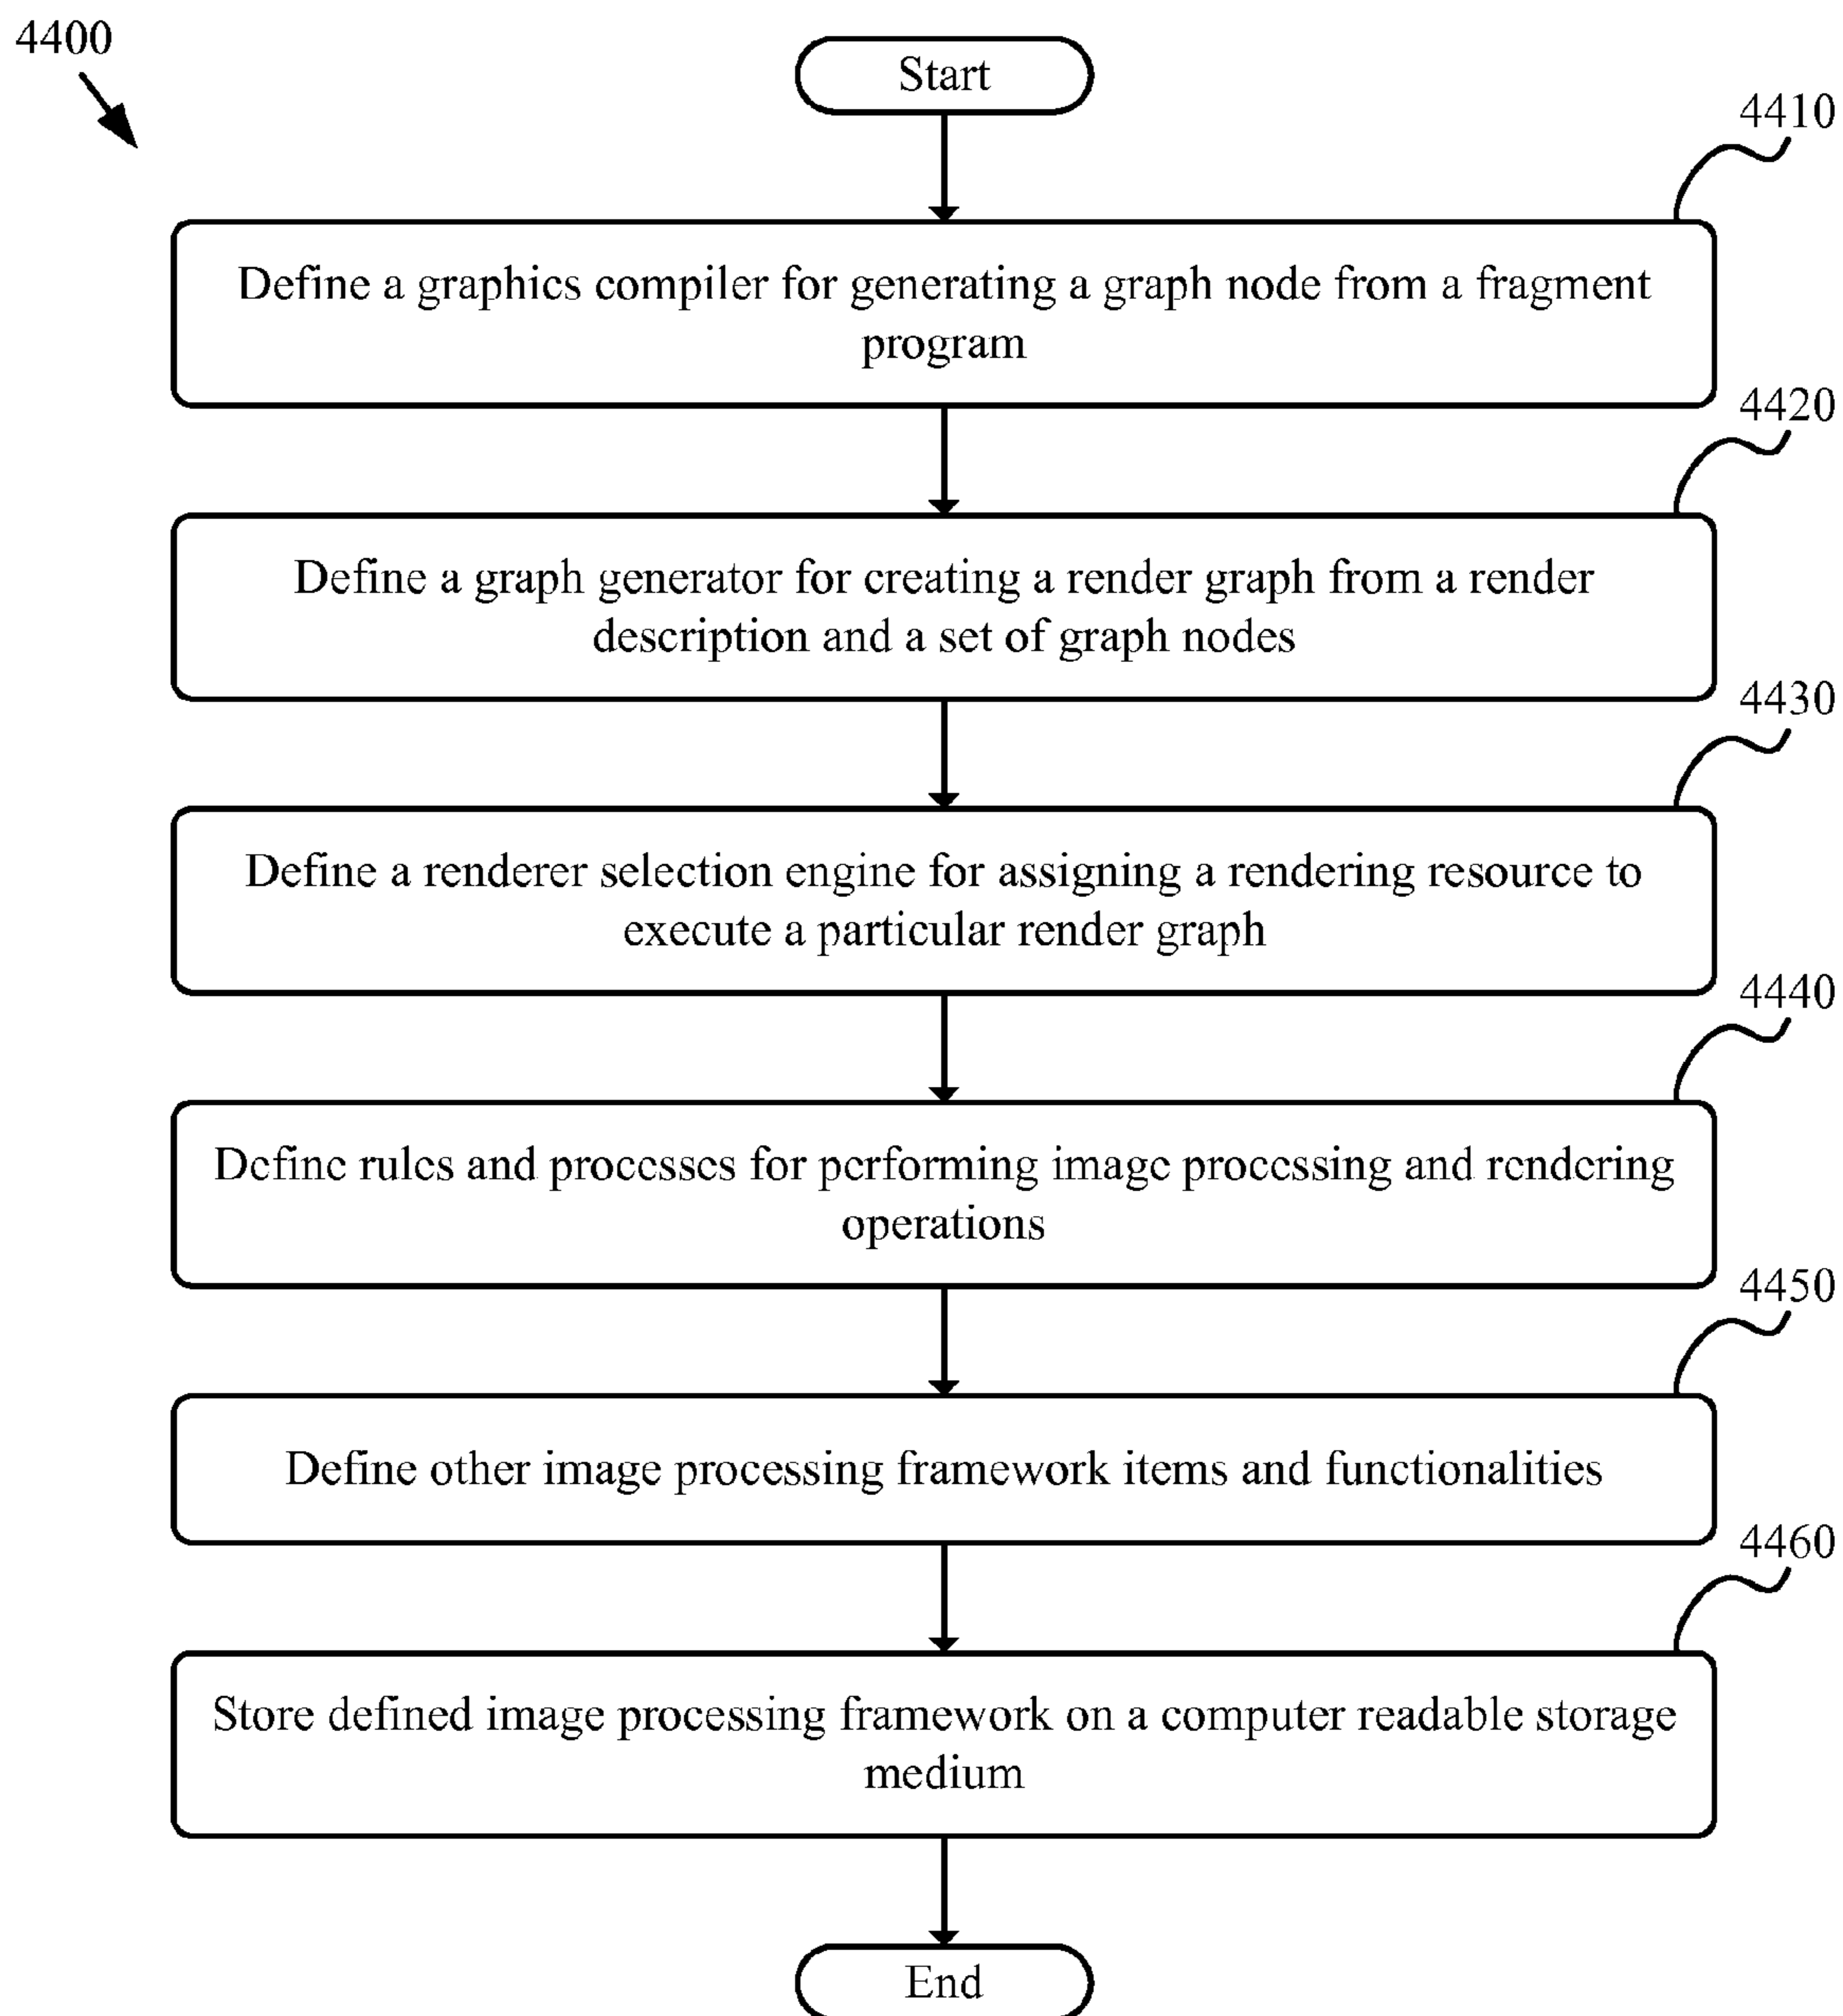 4400
Start
4410
Define a graphics compiler for generating a graph node from a fragment
program
4420
Define a graph generator for creating a render graph from a render
description and a set of graph nodes
4430
Define a renderer selection engine for assigning a rendering resource to
execute a particular render graph
4440
Define rules and processes for performing image processing and rendering
operations
4450
Define other image processing framework items and functionalities
4460
Store defined image processing framework on a computer readable storage
medium
End